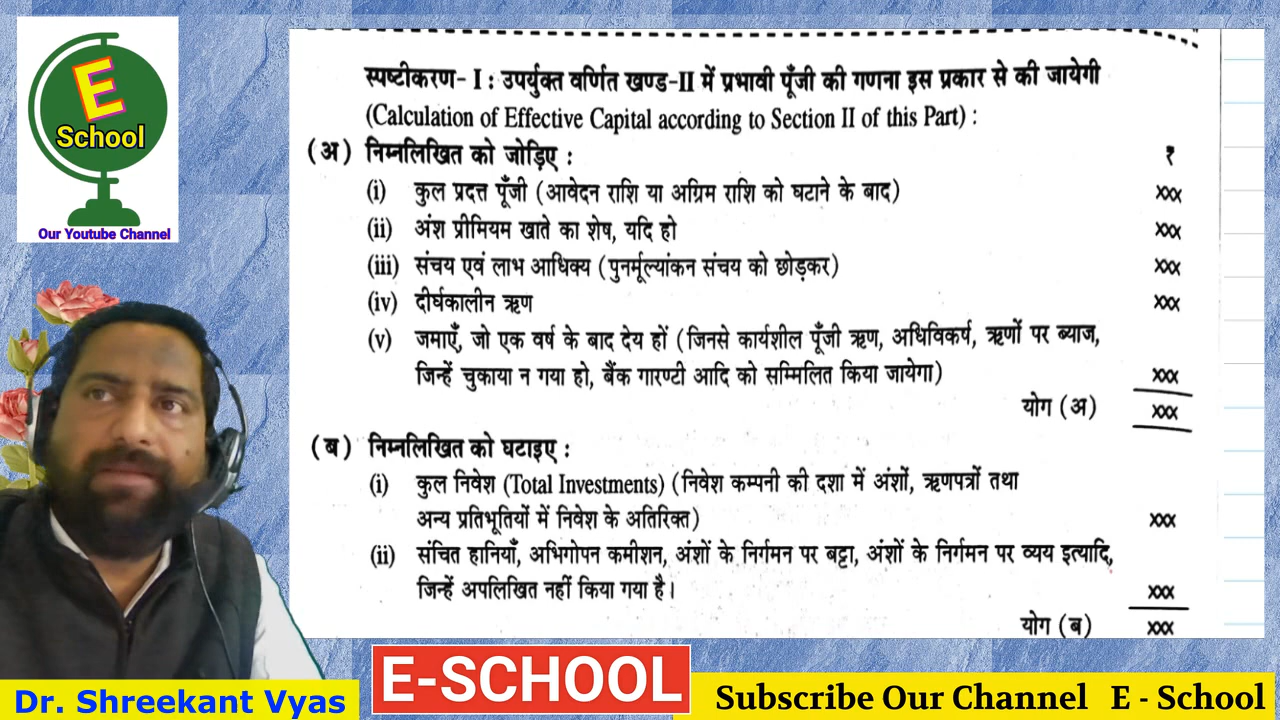 E
School
Our Youtube Channel
स्पष्टीकरण- I : उपर्युक्त वर्णित खण्ड-II में प्रभावी पूँजी की गणना इस प्रकार से की जायेगी
(Calculation of Effective Capital according to Section II of this Part) :
(अ) निम्नलिखित को जोड़िए : ₹
(i) कुल प्रदत्त पूँजी (आवेदन राशि या अग्रिम राशि को घटाने के बाद) xxx
(ii) अंश प्रीमियम खाते का शेष, यदि हो xxx
(iii) संचय एवं लाभ आधिक्य (पुनर्मूल्यांकन संचय को छोड़कर) xxx
(iv) दीर्घकालीन ऋण xxx
(v) जमाएँ, जो एक वर्ष के बाद देय हों (जिनसे कार्यशील पूँजी ऋण, अधिविकर्ष, ऋणों पर ब्याज,
जिन्हें चुकाया न गया हो, बैंक गारण्टी आदि को सम्मिलित किया जायेगा) xxx
योग (अ) xxx
(ब) निम्नलिखित को घटाइए :
(i) कुल निवेश (Total Investments) (निवेश कम्पनी की दशा में अंशों, ऋणपत्रों तथा
अन्य प्रतिभूतियों में निवेश के अतिरिक्त) xxx
(ii) संचित हानियाँ, अभिगोपन कमीशन, अंशों के निर्गमन पर बट्टा, अंशों के निर्गमन पर व्यय इत्यादि,
जिन्हें अपलिखित नहीं किया गया है। xxx
योग (ब) xxx
Dr. Shreekant Vyas
E-SCHOOL
Subscribe Our Channel E - School